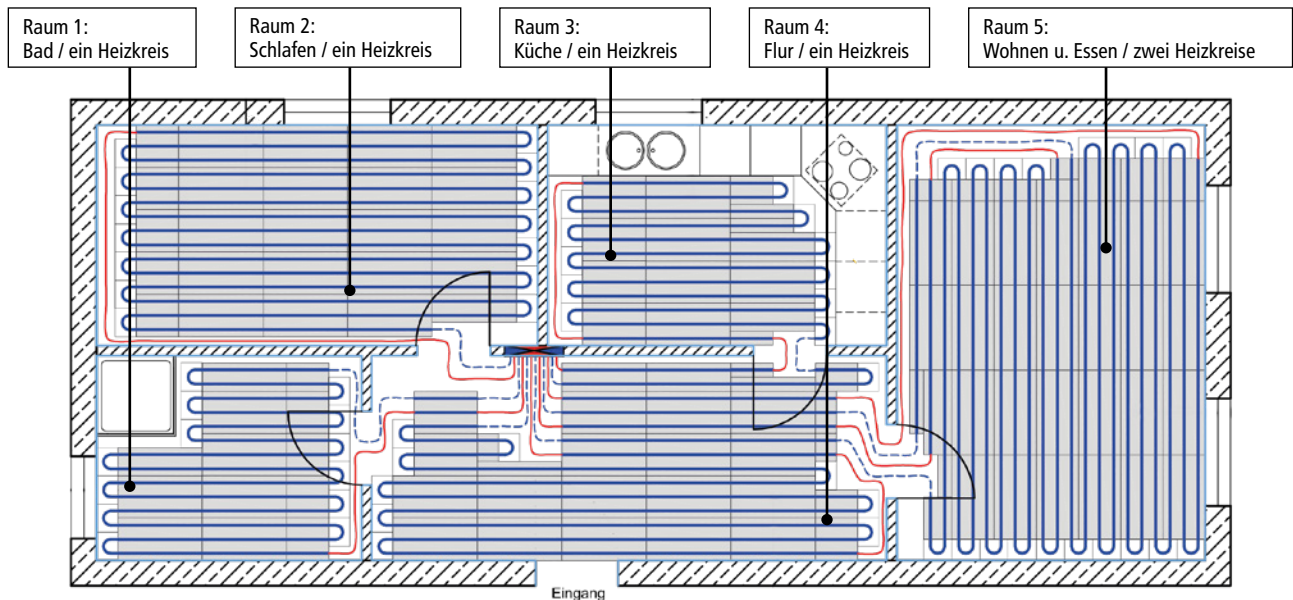 Raum 1:
Bad / ein Heizkreis
Raum 2:
Schlafen / ein Heizkreis
Raum 3:
Küche / ein Heizkreis
Raum 4:
Flur / ein Heizkreis
Raum 5:
Wohnen u. Essen / zwei Heizkreise
Eingang